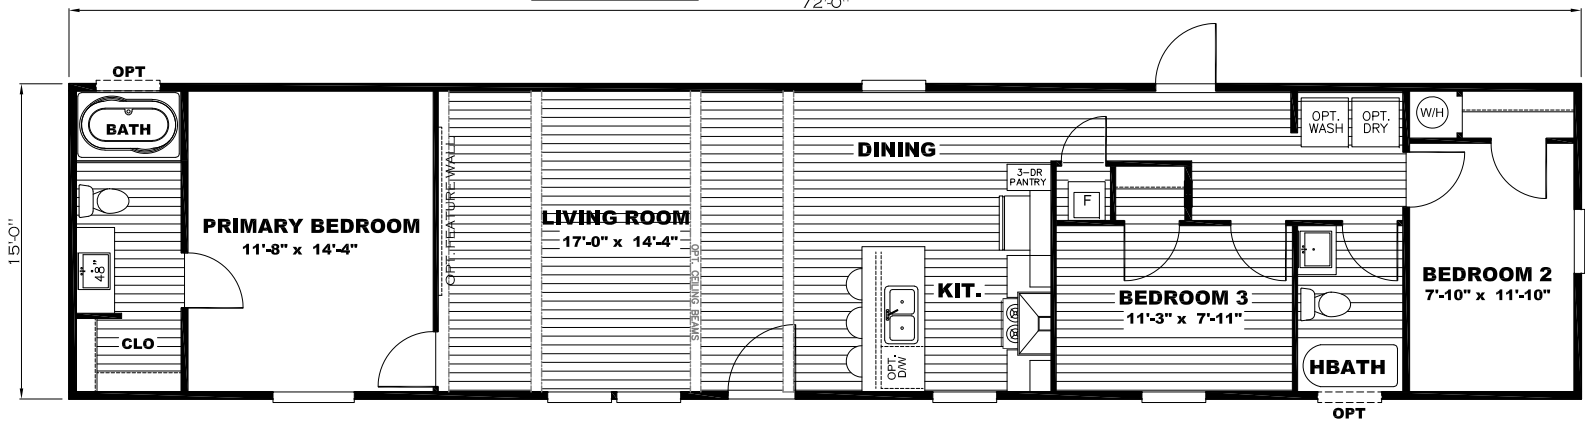 72'-0"
OPT
15'-0"
BATH
48"
CLO
PRIMARY BEDROOM
11'-8" x 14'-4"
OPT. FEATURE WALL
LIVING ROOM
17'-0" x 14'-4"
OPT. CEILING BEAMS
DINING
3-DR
PANTRY
KIT.
OPT.
D/W
F
BEDROOM 3
11'-3" x 7'-11"
OPT.
WASH
OPT.
DRY
W/H
BEDROOM 2
7'-10" x 11'-10"
HBATH
OPT